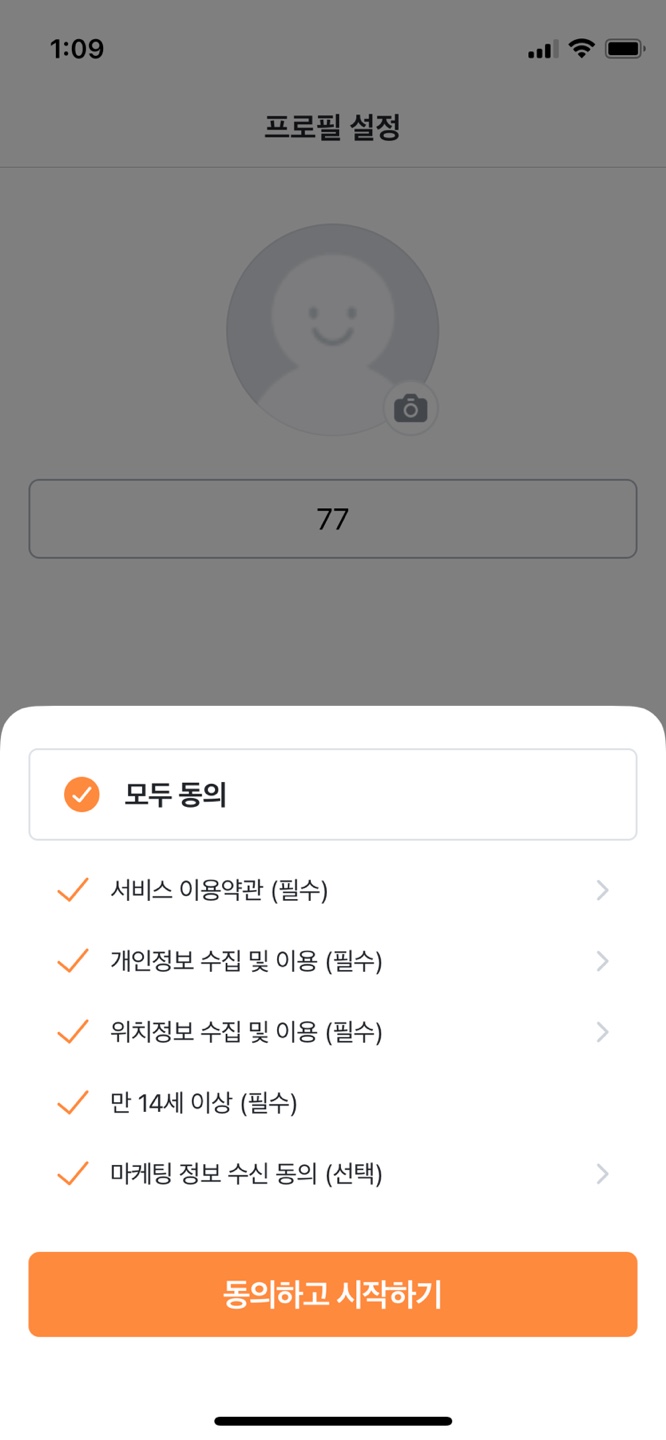 1:09
프로필 설정
77
모두 동의
서비스 이용약관 (필수)
개인정보 수집 및 이용 (필수)
위치정보 수집 및 이용 (필수)
만 14세 이상 (필수)
마케팅 정보 수신 동의 (선택)
동의하고 시작하기